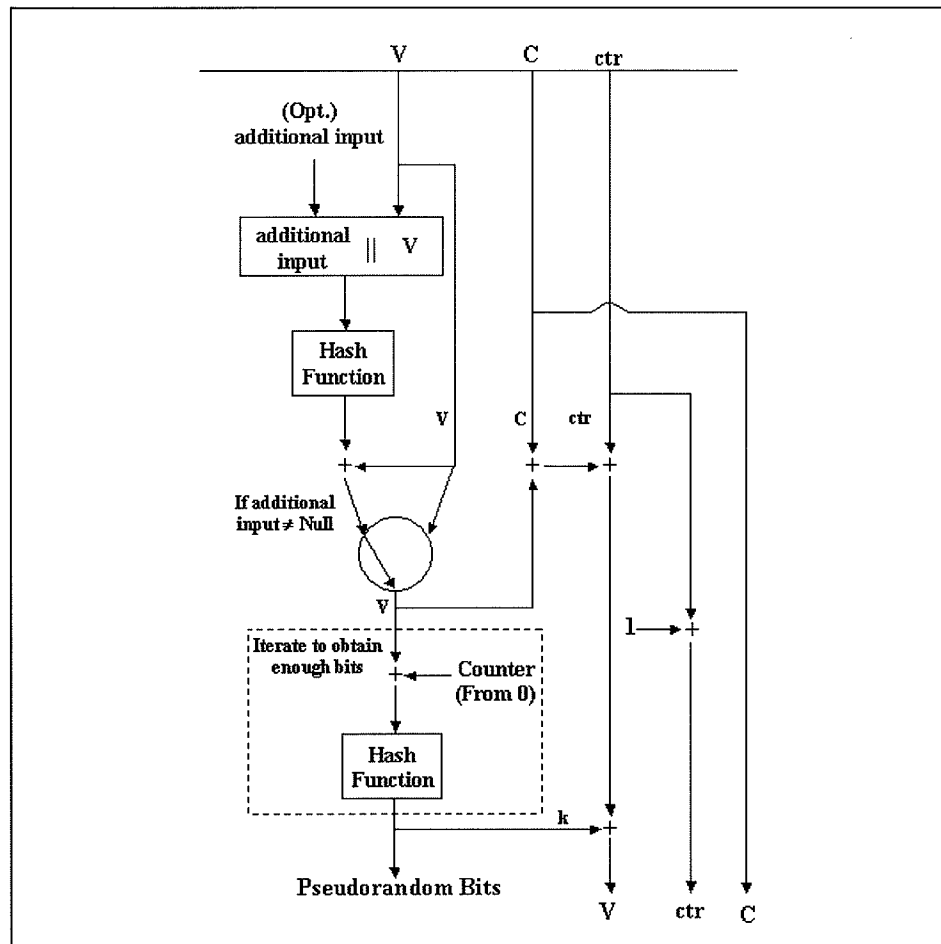 V C ctr
(Opt.)
additional input
additional
input || V
Hash
Function
V C ctr
+ + +
If additional
input ≠ Null
V
1 +
Iterate to obtain
enough bits
+ Counter
(From 0)
Hash
Function
k +
Pseudorandom Bits
V ctr C